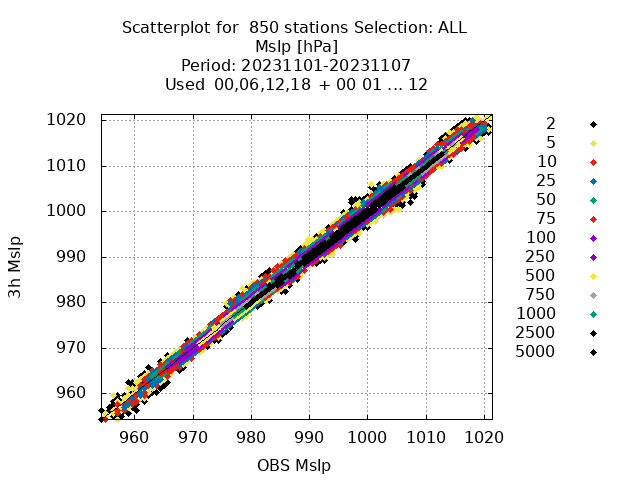 Scatterplot for  850 stations Selection: ALL
Mslp [hPa]
Period: 20231101-20231107
Used  00,06,12,18  + 00 01 ... 12
1020
1010
1000
990
980
970
960
3h Mslp
960 970 980 990 1000 1010 1020
OBS Mslp
2
5
10
25
50
75
100
250
500
750
1000
2500
5000